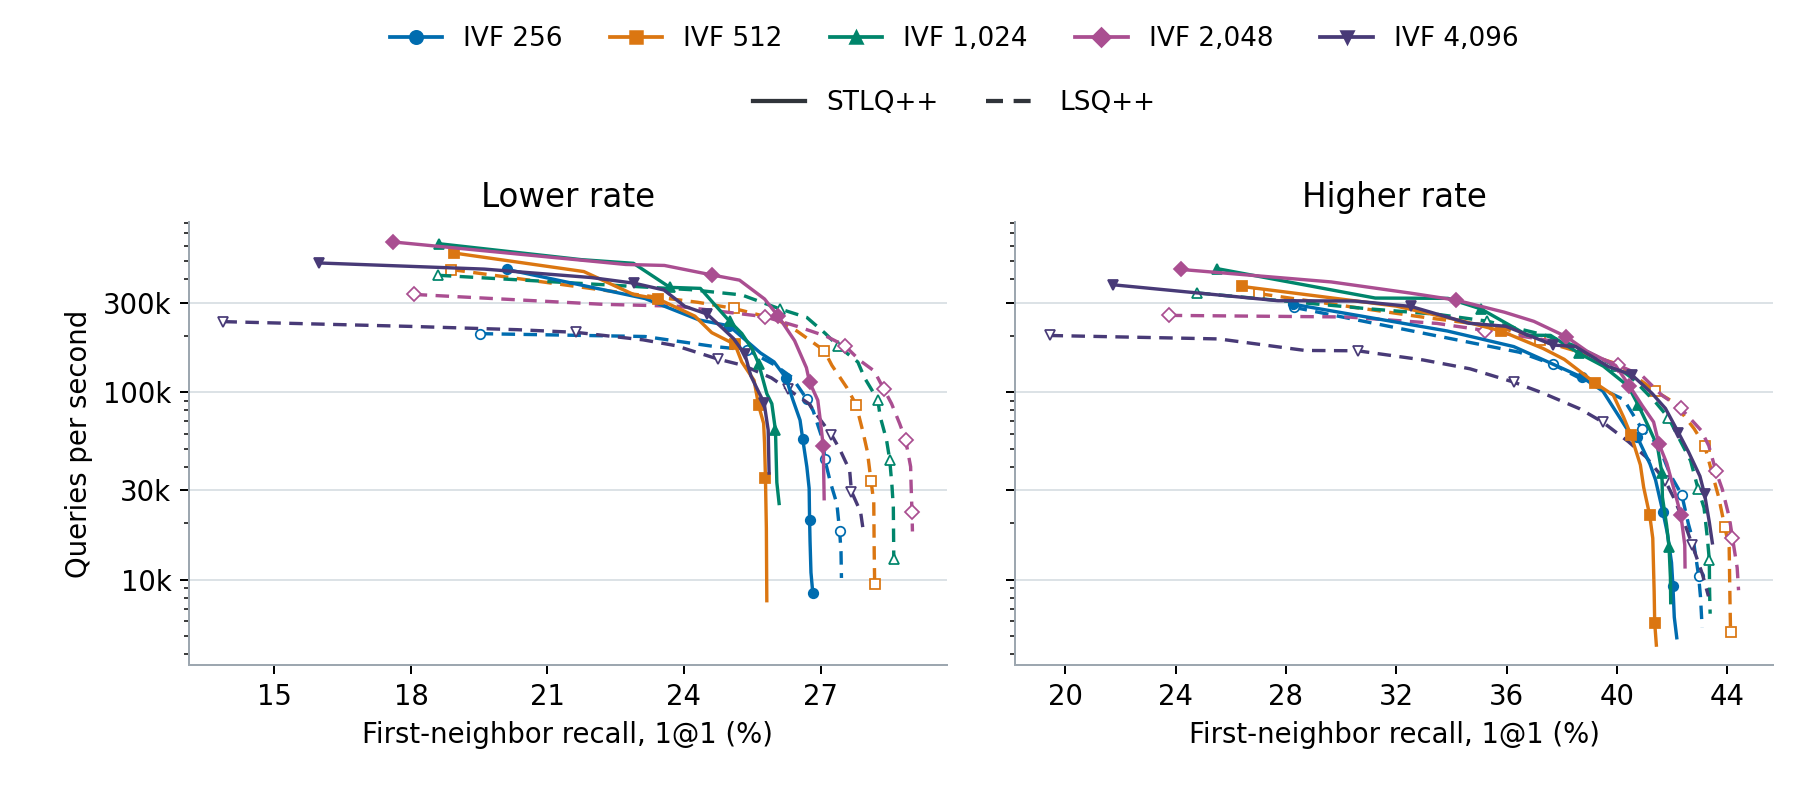 IVF 256 IVF 512 IVF 1,024 IVF 2,048 IVF 4,096
STLQ++ LSQ++
Lower rate
Higher rate
Queries per second
300k
100k
30k
10k
15 18 21 24 27
20 24 28 32 36 40 44
First-neighbor recall, 1@1 (%)
First-neighbor recall, 1@1 (%)